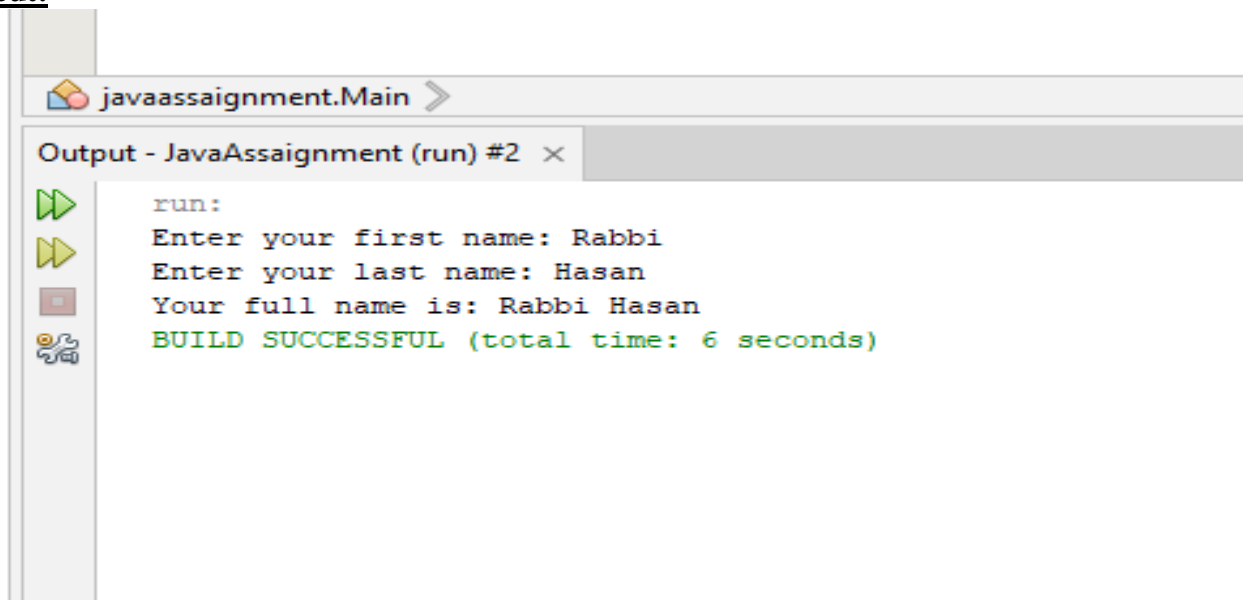 javaassaignment.Main
Output - JavaAssaignment (run) #2
run:
Enter your first name: Rabbi
Enter your last name: Hasan
Your full name is: Rabbi Hasan
BUILD SUCCESSFUL (total time: 6 seconds)